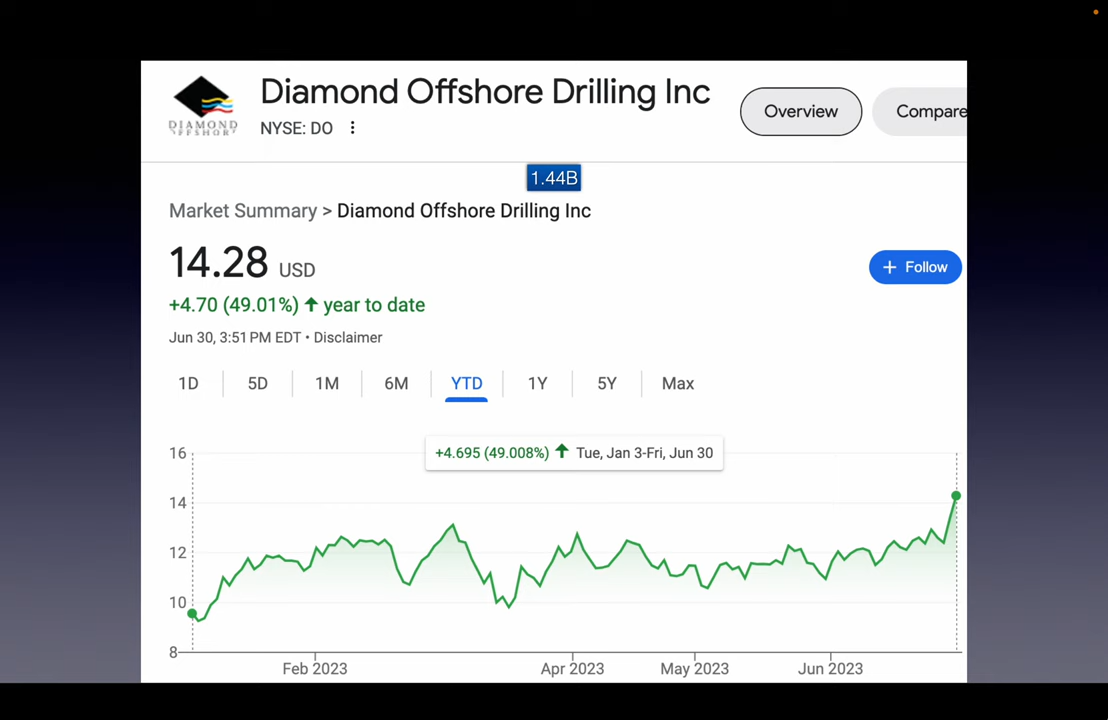 Diamond Offshore Drilling Inc
DIAMOND
OFFSHORE
NYSE: DO
Overview
Compare
1.44B
Market Summary > Diamond Offshore Drilling Inc
14.28 USD
+ Follow
+4.70 (49.01%) ↑ year to date
Jun 30, 3:51 PM EDT • Disclaimer
1D 5D 1M 6M YTD 1Y 5Y Max
+4.695 (49.008%) ↑ Tue, Jan 3-Fri, Jun 30
16
14
12
10
8
Feb 2023 Apr 2023 May 2023 Jun 2023